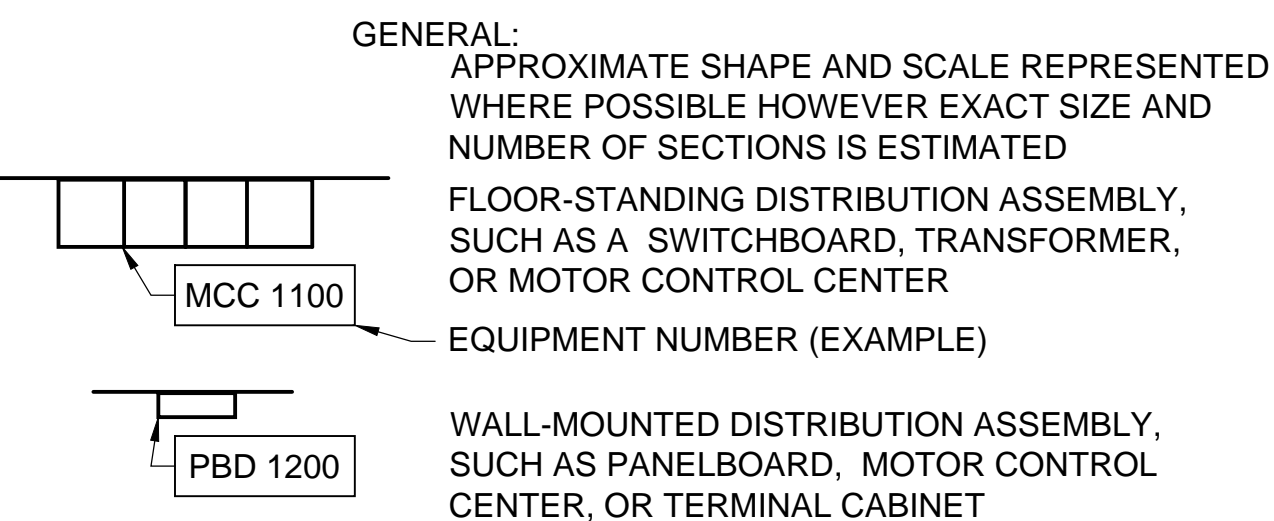 GENERAL:
APPROXIMATE SHAPE AND SCALE REPRESENTED
WHERE POSSIBLE HOWEVER EXACT SIZE AND
NUMBER OF SECTIONS IS ESTIMATED
FLOOR-STANDING DISTRIBUTION ASSEMBLY,
SUCH AS A SWITCHBOARD, TRANSFORMER,
OR MOTOR CONTROL CENTER
MCC 1100
EQUIPMENT NUMBER (EXAMPLE)
WALL-MOUNTED DISTRIBUTION ASSEMBLY,
SUCH AS PANELBOARD, MOTOR CONTROL
CENTER, OR TERMINAL CABINET
PBD 1200